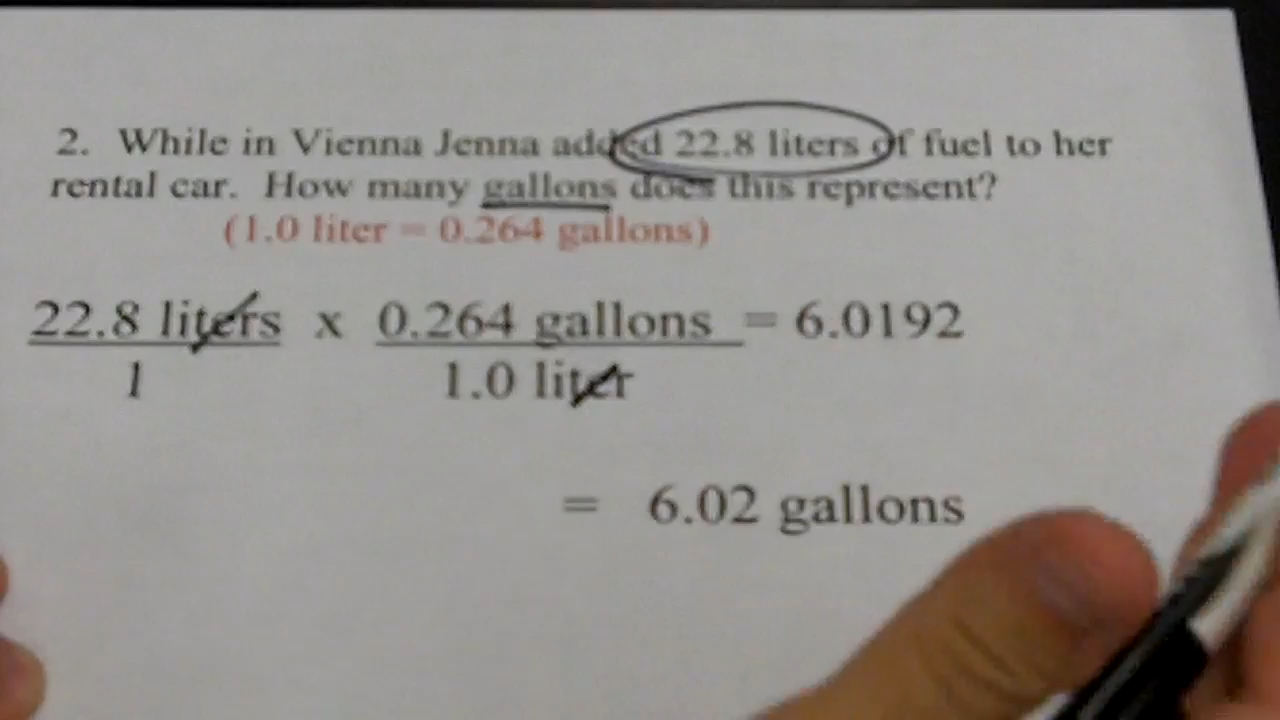 2. While in Vienna Jenna added 22.8 liters of fuel to her
rental car. How many gallons does this represent?
(1.0 liter = 0.264 gallons)
22.8 liters x 0.264 gallons = 6.0192
1 1.0 liter
= 6.02 gallons